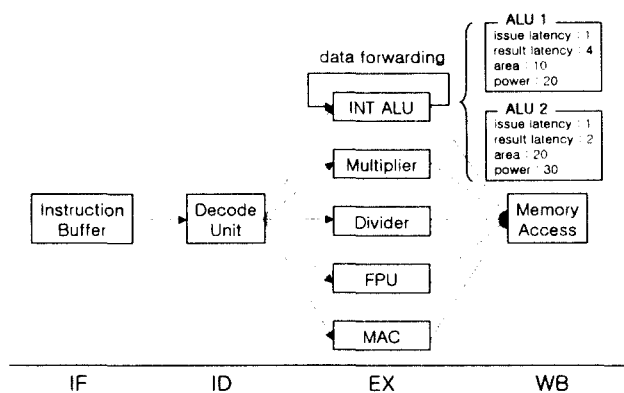 data forwarding
INT ALU
Multiplier
Divider
FPU
MAC
Instruction
Buffer
Decode
Unit
ALU 1
issue latency : 1
result latency : 4
area : 10
power : 20
ALU 2
issue latency : 1
result latency : 2
area : 20
power : 30
Memory
Access
IF
ID
EX
WB